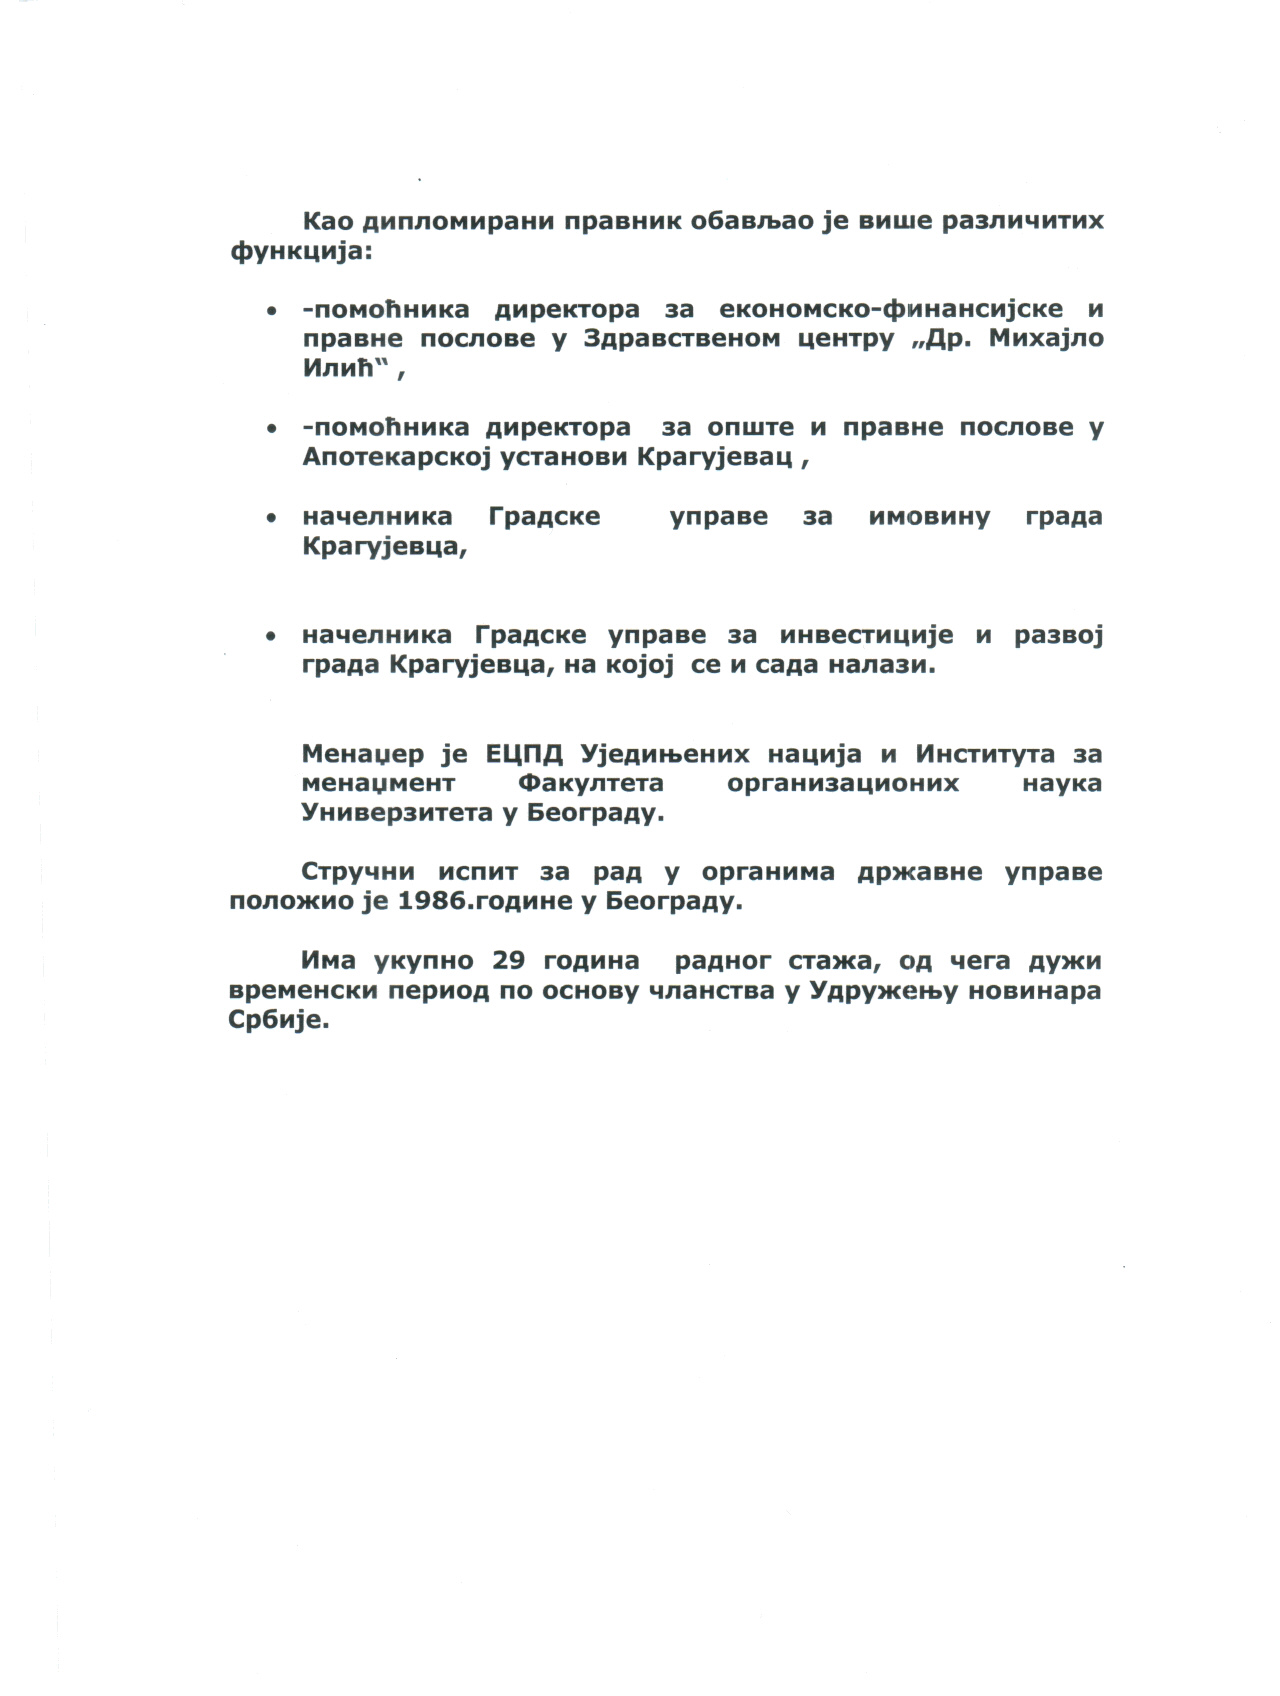 Као дипломирани правник обављао је више различитих
функција:
• -помоћника директора за економско-финансијске и
правне послове у Здравственом центру „Др. Михајло
Илић‟ ,
• -помоћника директора за опште и правне послове у
Апотекарској установи Крагујевац ,
• начелника Градске управе за имовину града
Крагујевца,
• начелника Градске управе за инвестиције и развој
града Крагујевца, на којој се и сада налази.
Менаџер је ЕЦПД Уједињених нација и Института за
менаџмент Факултета организационих наука
Универзитета у Београду.
Стручни испит за рад у органима државне управе
положио је 1986.године у Београду.
Има укупно 29 година радног стажа, од чега дужи
временски период по основу чланства у Удружењу новинара
Србије.